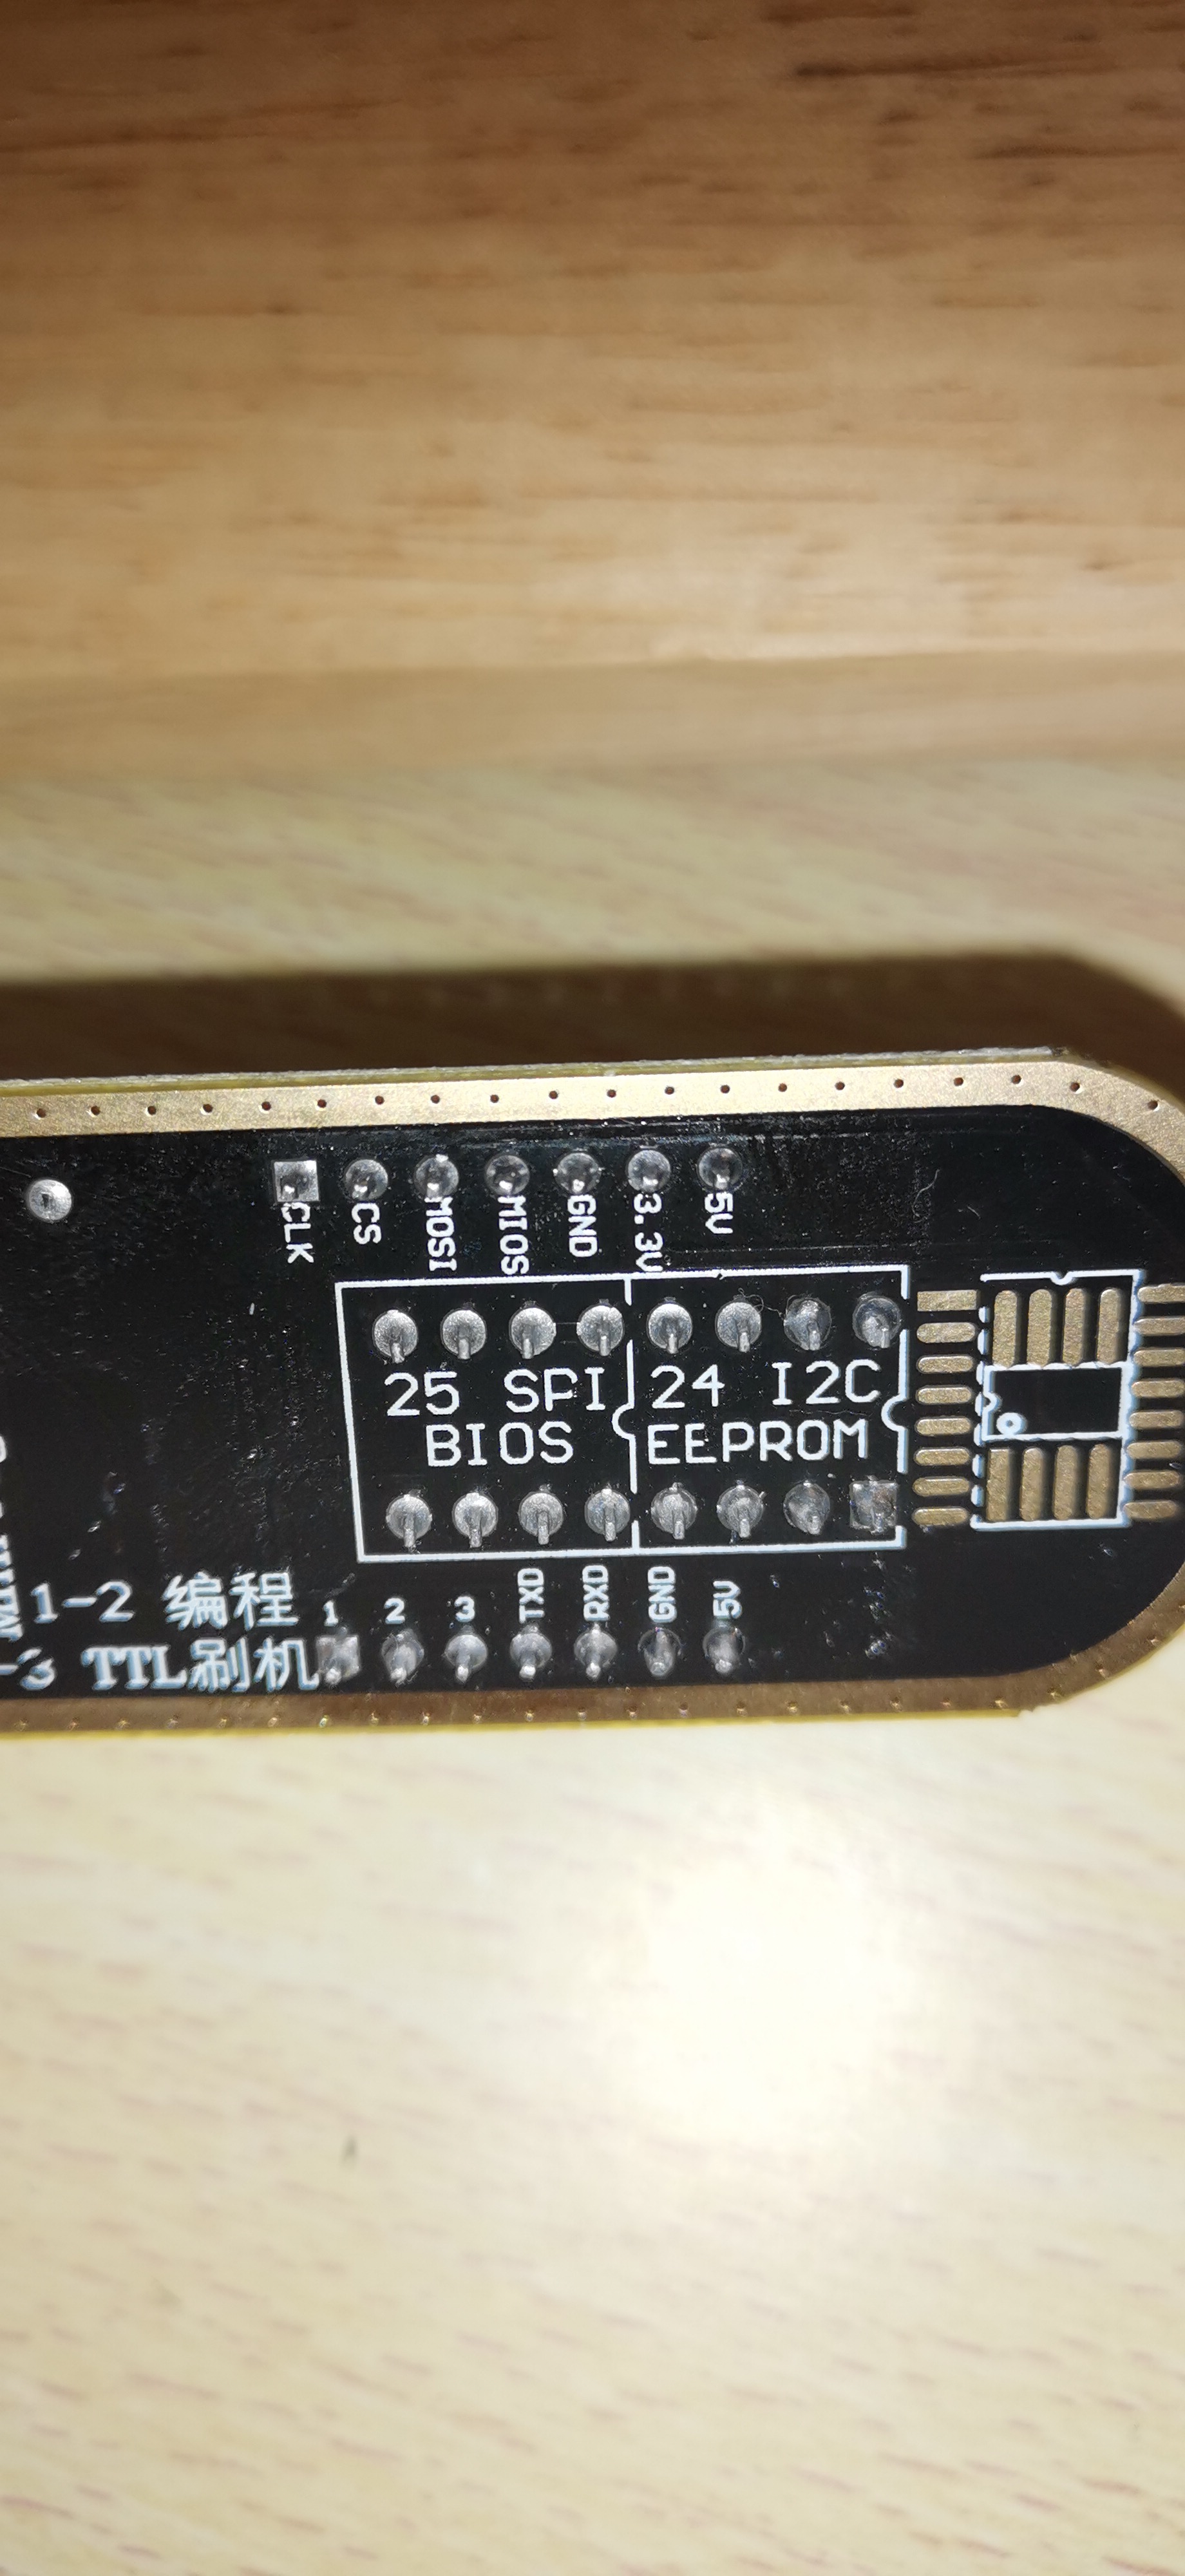 CLK
CS
MOSI
MIOS
GND
3.3V
5V
25 SPI
BIOS
24 I2C
EEPROM
1-2 编程
-3 TTL刷机
1
2
3
TXD
RXD
GND
5V